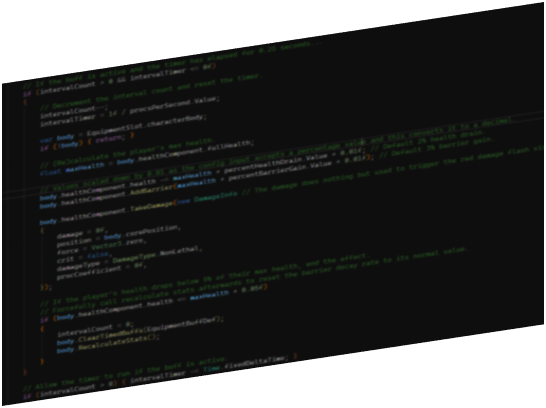 // If the buff is active and the timer has elapsed for 0.25 seconds...
if (intervalCount > 0 && intervalTimer <= 0f)
{
// Decrement the interval count and reset the timer.
intervalCount--;
intervalTimer = 1f / procsPerSecond.Value;
var body = EquipmentSlot.characterBody;
if (!body) { return; }
// Calculate the player's max health.
float maxHealth = body.healthComponent.fullHealth;
// Values scaled down by 0.01 as the config input accepts a percentage value and this converts it to a decimal.
body.healthComponent.health -= maxHealth * percentHealthDrain.Value * 0.01f; // Default 2% health drain.
body.healthComponent.AddBarrier(maxHealth * percentBarrierGain.Value * 0.01f); // Default 2% barrier gain.
body.healthComponent.TakeDamage(new DamageInfo // The damage does nothing but used to trigger the red damage flash
{
damage = 0f,
position = body.corePosition,
force = Vector3.zero,
crit = false,
damageType = DamageType.NonLethal,
procCoefficient = 0f,
});
// If the player's health drops below 5% of their max health, end the effect.
// Forcefully call recalculate stats afterwards to reset the barrier decay rate to its normal value.
if (body.healthComponent.health <= maxHealth * 0.05f)
{
intervalCount = 0;
body.ClearTimedBuffs(EquipmentBuffDef);
body.RecalculateStats();
}
}
// Allow the timer to run if the buff is active.
if (intervalCount > 0) { intervalTimer -= Time.fixedDeltaTime; }